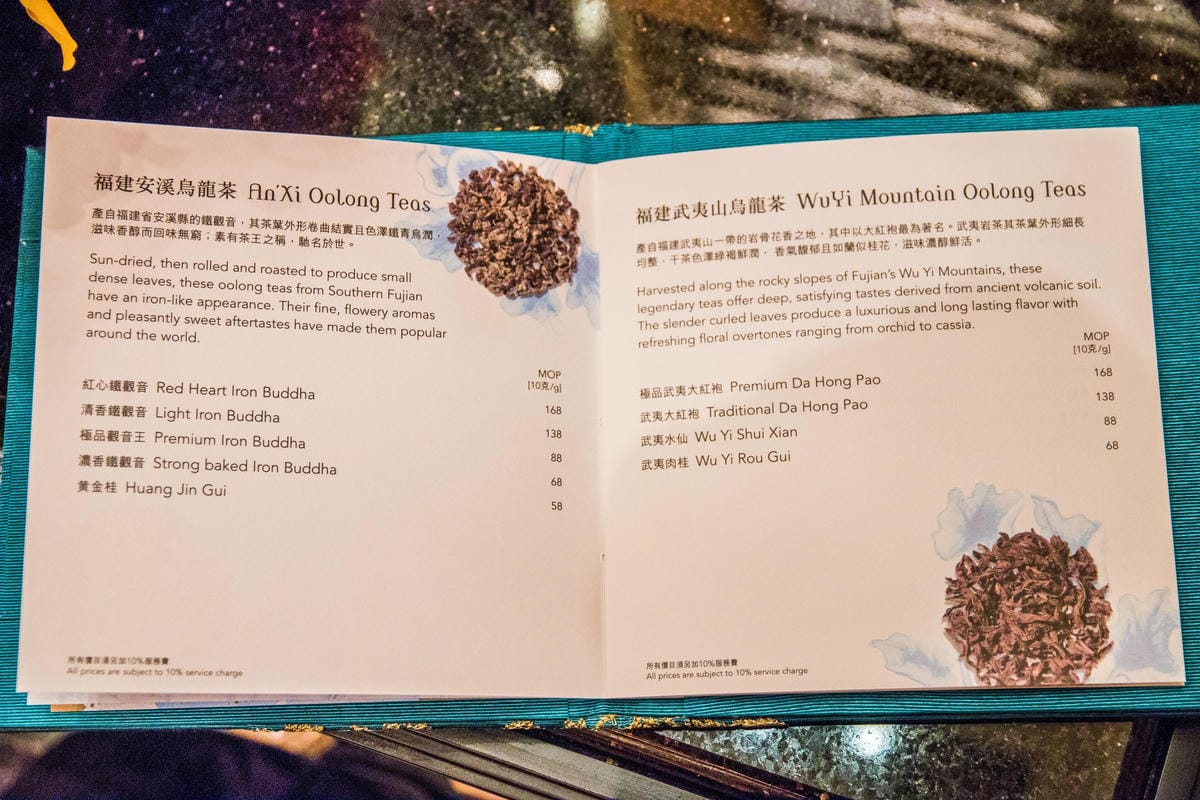 福建安溪烏龍茶 An'Xi Oolong Teas
產自福建省安溪縣的鐵觀音，其茶葉外形卷曲結實且色澤鐵青烏潤，
滋味香醇而回味無窮；素有茶王之稱，馳名於世。
Sun-dried, then rolled and roasted to produce small
dense leaves, these oolong teas from Southern Fujian
have an iron-like appearance. Their fine, flowery aromas
and pleasantly sweet aftertastes have made them popular
around the world.
MOP
[10克/g]
紅心鐵觀音 Red Heart Iron Buddha 168
清香鐵觀音 Light Iron Buddha 138
極品觀音王 Premium Iron Buddha 88
濃香鐵觀音 Strong baked Iron Buddha 68
黄金桂 Huang Jin Gui 58
所有價目須另加10%服務費
All prices are subject to 10% service charge
福建武夷山烏龍茶 WuYi Mountain Oolong Teas
產自福建武夷山一帶的岩骨花香之地，其中以大紅袍最為著名。武夷岩茶其茶葉外形細長
均整，干茶色澤綠褐鮮潤， 香氣馥郁且如蘭似桂花，滋味濃醇鮮活。
Harvested along the rocky slopes of Fujian's Wu Yi Mountains, these
legendary teas offer deep, satisfying tastes derived from ancient volcanic soil.
The slender curled leaves produce a luxurious and long lasting flavor with
refreshing floral overtones ranging from orchid to cassia.
MOP
[10克/g]
極品武夷大紅袍 Premium Da Hong Pao 168
武夷大紅袍 Traditional Da Hong Pao 138
武夷水仙 Wu Yi Shui Xian 88
武夷肉桂 Wu Yi Rou Gui 68
所有價目須另加10%服務費
All prices are subject to 10% service charge